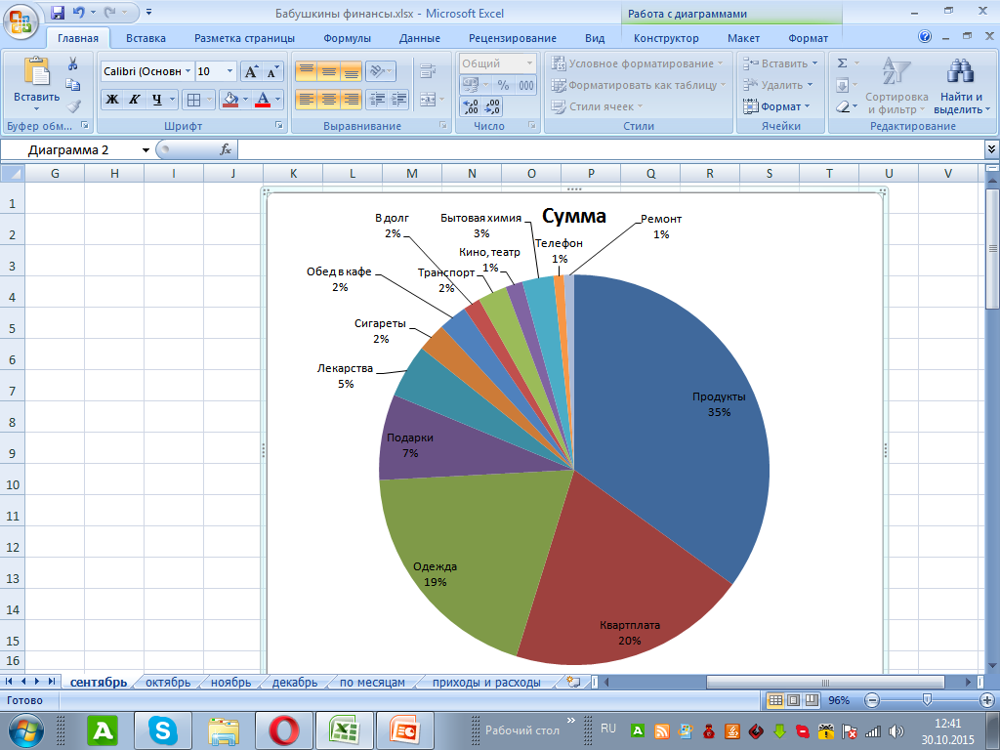 Бабушкины финансы.xlsx - Microsoft Excel
Работа с диаграммами
Главная Вставка Разметка страницы Формулы Данные Рецензирование Вид Конструктор Макет Формат
Вставить
Calibri (Основн 10
Ж К Ч
Общий
% 000
Условное форматирование
Форматировать как таблицу
Стили ячеек
Вставить
Удалить
Формат
Σ
Сортировка и фильтр
Найти и выделить
Буфер обм... Шрифт Выравнивание Число Стили Ячейки Редактирование
Диаграмма 2 fx
G H I J K L M N O P Q R S T U V
1
2
3
4
5
6
7
8
9
10
11
12
13
14
15
16
Сумма
В долг
2%
Бытовая химия
3%
Ремонт
1%
Телефон
1%
Кино, театр
1%
Транспорт
2%
Обед в кафе
2%
Сигареты
2%
Лекарства
5%
Продукты
35%
Подарки
7%
Одежда
19%
Квартплата
20%
сентябрь октябрь ноябрь декабрь по месяцам приходы и расходы
Готово 96%
Рабочий стол » RU
12:41
30.10.2015